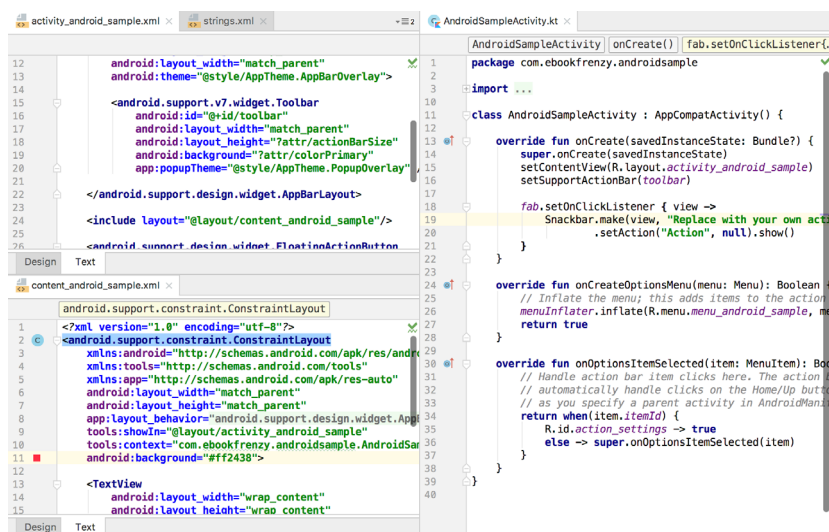 activity_android_sample.xml
strings.xml
2
12 android:layout_width="match_parent"
13 android:theme="@style/AppTheme.AppBarOverlay">
14
15 <android.support.v7.widget.Toolbar
16 android:id="@+id/toolbar"
17 android:layout_width="match_parent"
18 android:layout_height="?attr/actionBarSize"
19 android:background="?attr/colorPrimary"
20 app:popupTheme="@style/AppTheme.PopupOverlay" /
21
22 </android.support.design.widget.AppBarLayout>
23
24 <include layout="@layout/content_android_sample"/>
25
26 <android.support.design.widget.FloatingActionButton
Design Text
content_android_sample.xml
android.support.constraint.ConstraintLayout
1 <?xml version="1.0" encoding="utf-8"?>
2 C <android.support.constraint.ConstraintLayout
3 xmlns:android="http://schemas.android.com/apk/res/andro
4 xmlns:tools="http://schemas.android.com/tools"
5 xmlns:app="http://schemas.android.com/apk/res-auto"
6 android:layout_width="match_parent"
7 android:layout_height="match_parent"
8 app:layout_behavior="android.support.design.widget.App
9 tools:showIn="@layout/activity_android_sample"
10 tools:context="com.ebookfrenzy.androidsample.AndroidSam
11 android:background="#ff2438">
12
13 <TextView
14 android:layout_width="wrap_content"
15 android:layout_height="wrap_content"
Design Text
AndroidSampleActivity.kt
AndroidSampleActivity onCreate() fab.setOnClickListener{.
1 package com.ebookfrenzy.androidsample
2
3 import ...
10
11 class AndroidSampleActivity : AppCompatActivity() {
12
13 override fun onCreate(savedInstanceState: Bundle?) {
14 super.onCreate(savedInstanceState)
15 setContentView(R.layout.activity_android_sample)
16 setSupportActionBar(toolbar)
17
18 fab.setOnClickListener { view ->
19 Snackbar.make(view, "Replace with your own acti
20 .setAction("Action", null).show()
21 }
22 }
23
24 override fun onCreateOptionsMenu(menu: Menu): Boolean {
25 // Inflate the menu; this adds items to the action
26 menuInflater.inflate(R.menu.menu_android_sample, me
27 return true
28 }
29
30 override fun onOptionsItemSelected(item: MenuItem): Boo
31 // Handle action bar item clicks here. The action b
32 // automatically handle clicks on the Home/Up butto
33 // as you specify a parent activity in AndroidManif
34 return when(item.itemId) {
35 R.id.action_settings -> true
36 else -> super.onOptionsItemSelected(item)
37 }
38 }
39 }
40